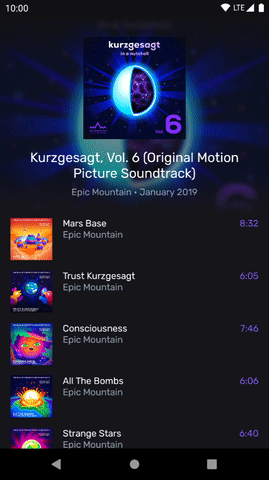 10:00
LTE
kurzgesagt
in a nutshell
Vol. 6
Kurzgesagt, Vol. 6 (Original Motion
Picture Soundtrack)
Epic Mountain • January 2019
Mars Base
8:32
Epic Mountain
Trust Kurzgesagt
6:05
Epic Mountain
Consciousness
7:46
Epic Mountain
All The Bombs
6:06
Epic Mountain
Strange Stars
6:40
Epic Mountain